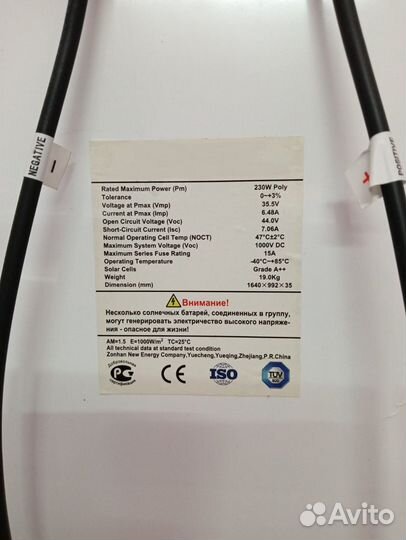 NEGATIVE
−
+
POSITIVE
Rated Maximum Power (Pm) 230W Poly
Tolerance 0~+3%
Voltage at Pmax (Vmp) 35.5V
Current at Pmax (Imp) 6.48A
Open Circuit Voltage (Voc) 44.0V
Short-Circuit Current (Isc) 7.06A
Normal Operating Cell Temp (NOCT) 47°C±2°C
Maximum System Voltage (Voc) 1000V DC
Maximum Series Fuse Rating 15A
Operating Temperature -40°C~+85°C
Solar Cells Grade A++
Weight 19.0Kg
Dimension (mm) 1640×992×35
Внимание!
Несколько солнечных батарей, соединенных в группу,
могут генерировать электричество высокого напряже-
ния - опасное для жизни!
AM=1.5 E=1000W/m² TC=25°C
All technical data at standard test condition
Zonhan New Energy Company.Yuecheng,Yueqing,Zhejiang,P.R.China
Добровольная
сертификация
РСТ
CE
ISO
TÜV
SÜD
Avito